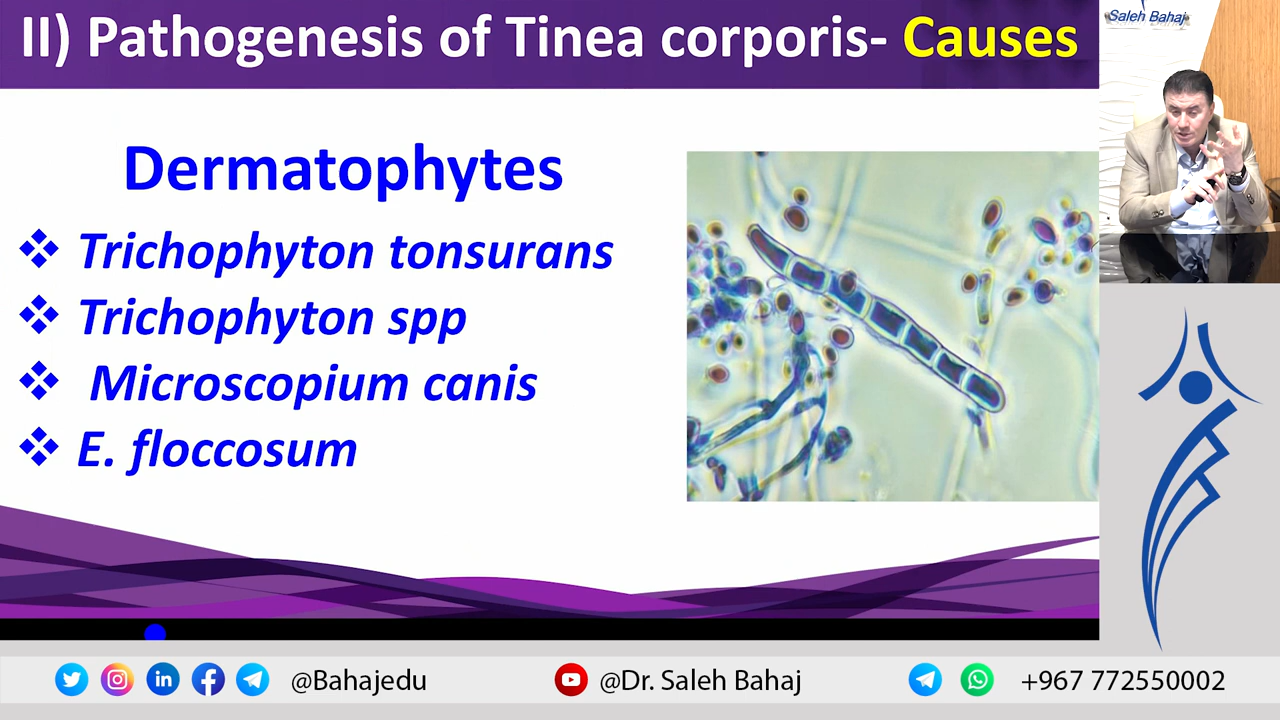 II) Pathogenesis of Tinea corporis- Causes
Saleh Bahaj
Dermatophytes
Trichophyton tonsurans
Trichophyton spp
Microscopium canis
E. floccosum
@Bahajedu
@Dr. Saleh Bahaj
+967 772550002